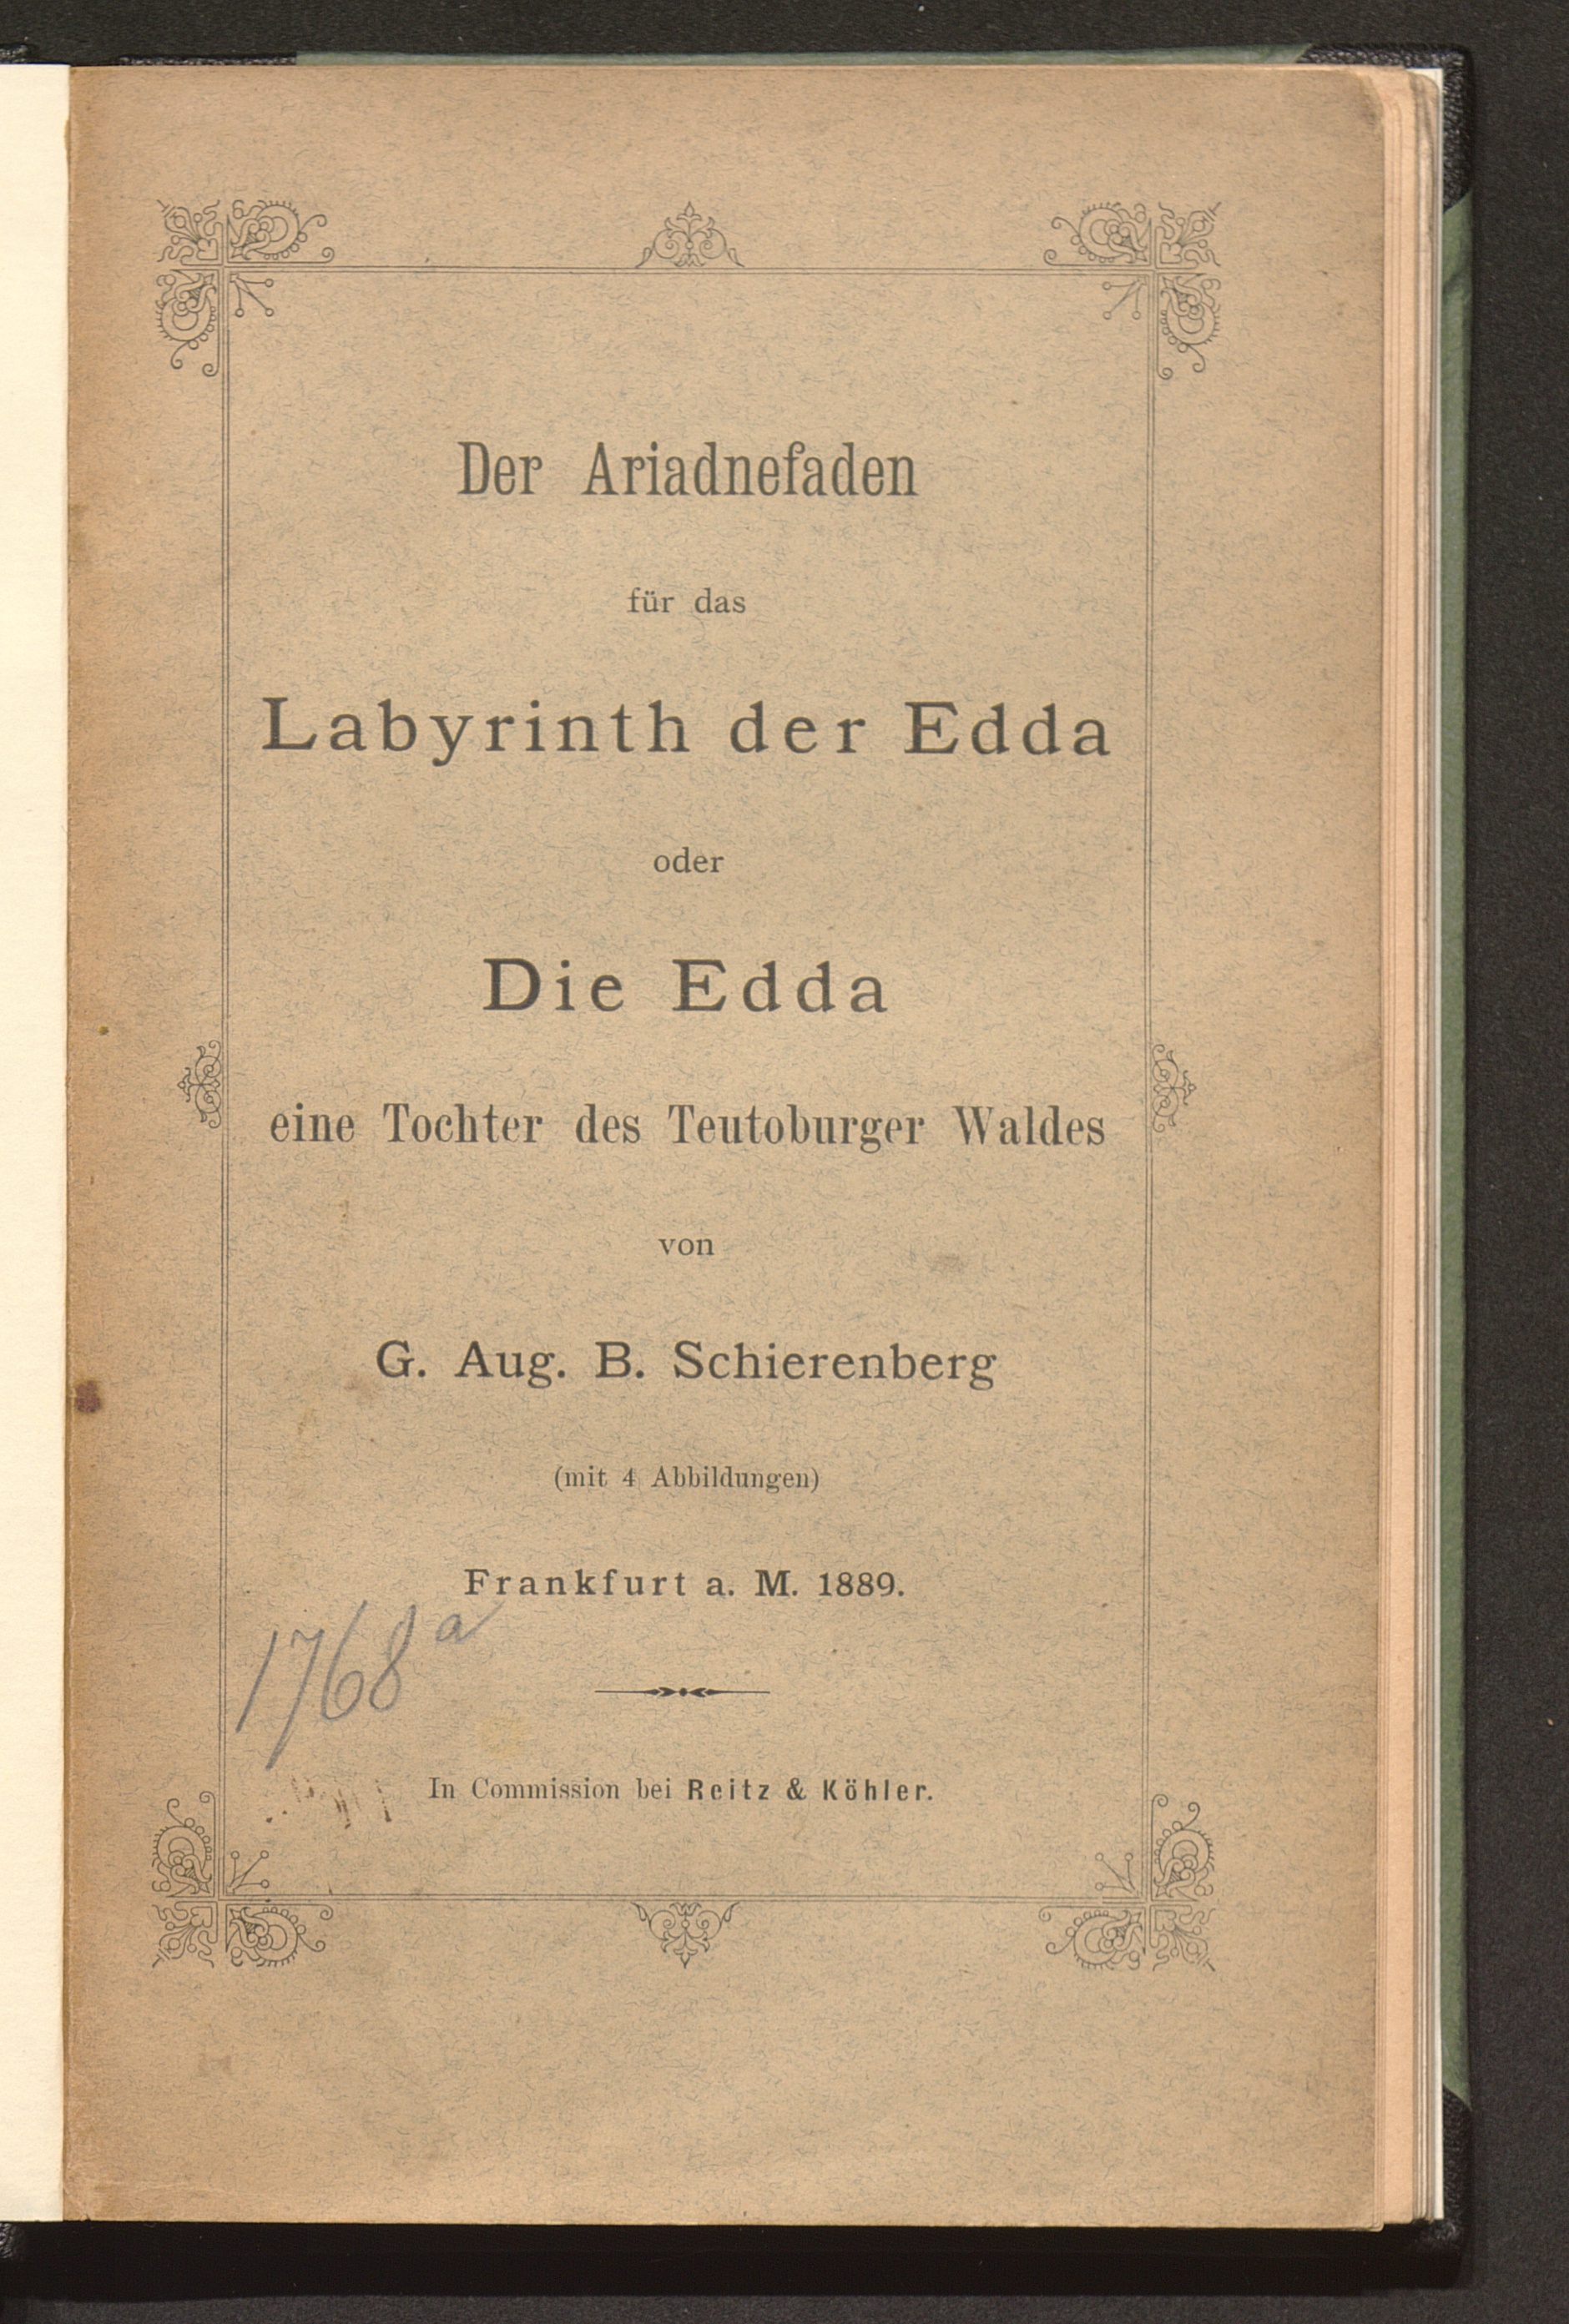 Der Ariadnefaden
für das
Labyrinth der Edda
oder
Die Edda
eine Tochter des Teutoburger Waldes
von
G. Aug. B. Schierenberg
(mit 4 Abbildungen)
Frankfurt a. M. 1889.
1768 a
In Commission bei Reitz & Köhler.